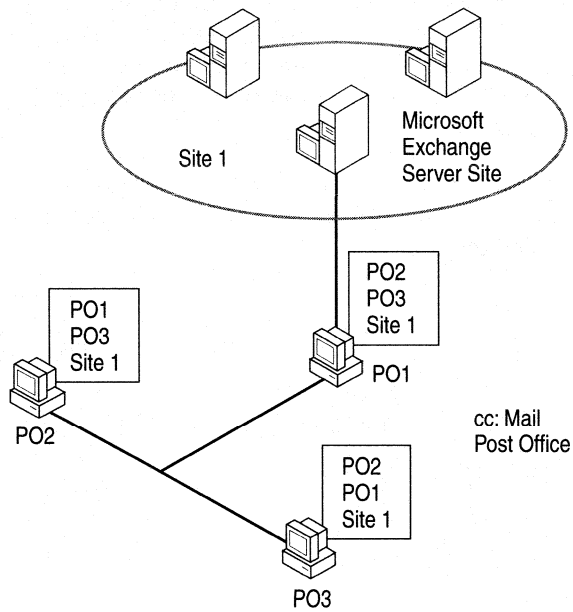 Site 1
Microsoft
Exchange
Server Site
PO2
PO3
Site 1
PO1
PO1
PO3
Site 1
PO2
cc: Mail
Post Office
PO2
PO1
Site 1
PO3